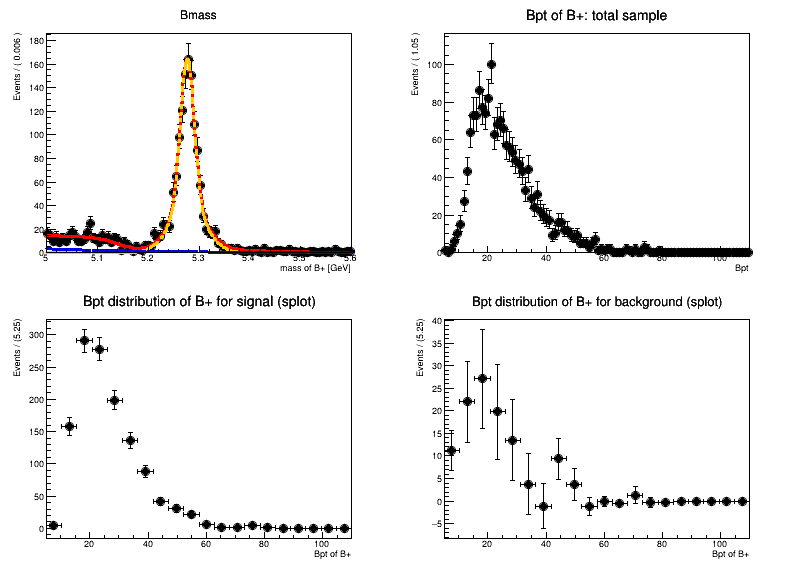 Bmass
Events / ( 0.006 )
180
160
140
120
100
80
60
40
20
0
5 5.1 5.2 5.3 5.4 5.5 5.6
mass of B+ [GeV]
Bpt of B+: total sample
Events / ( 1.05 )
100
80
60
40
20
0
20 40 60 80 100
Bpt
Bpt distribution of B+ for signal (splot)
Events / (5.25)
300
250
200
150
100
50
0
20 40 60 80 100
Bpt of B+
Bpt distribution of B+ for background (splot)
Events / (5.25)
40
35
30
25
20
15
10
5
0
−5
20 40 60 80 100
Bpt of B+